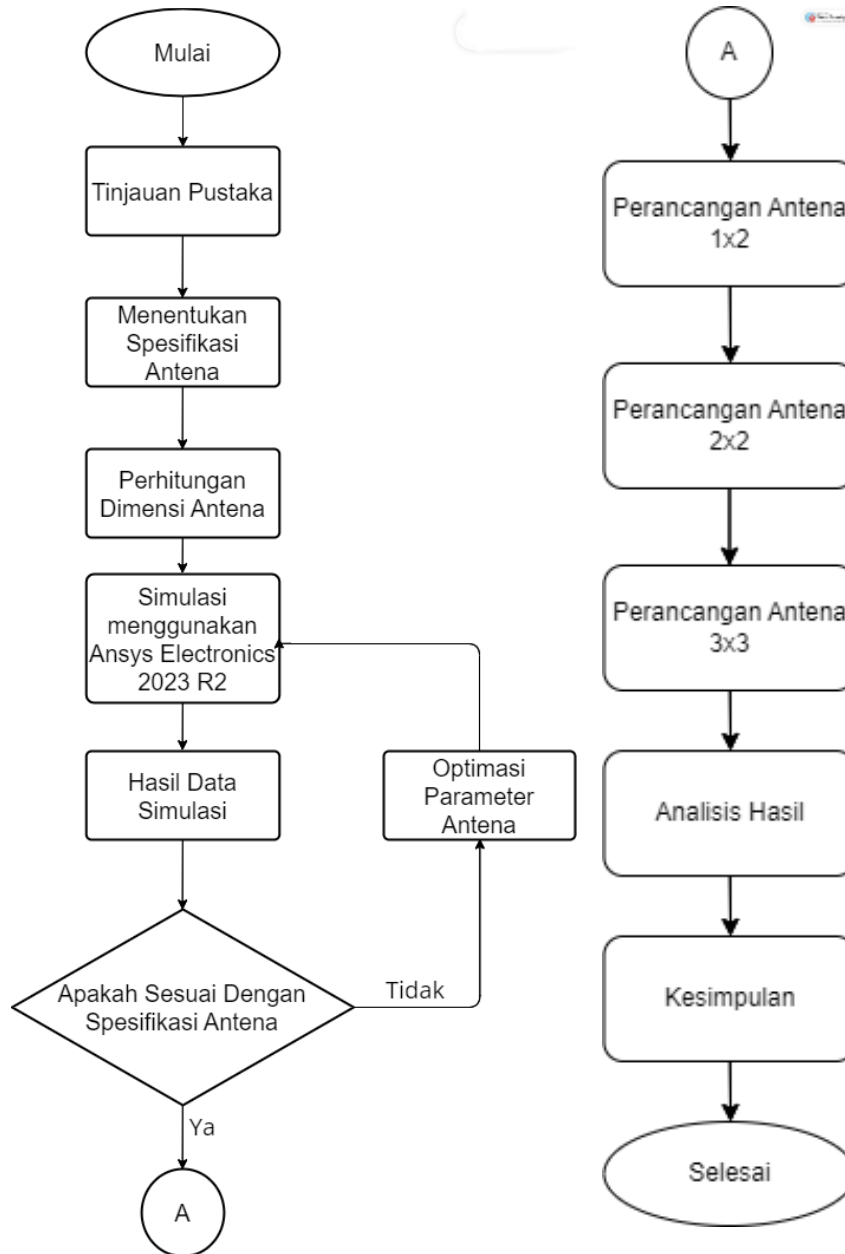 Mulai
Tinjauan Pustaka
Menentukan
Spesifikasi
Antena
Perhitungan
Dimensi Antena
Simulasi
menggunakan
Ansys Electronics
2023 R2
Hasil Data
Simulasi
Optimasi
Parameter
Antena
Apakah Sesuai Dengan
Spesifikasi Antena
Tidak
Ya
A
A
Perancangan Antena
1x2
Perancangan Antena
2x2
Perancangan Antena
3x3
Analisis Hasil
Kesimpulan
Selesai